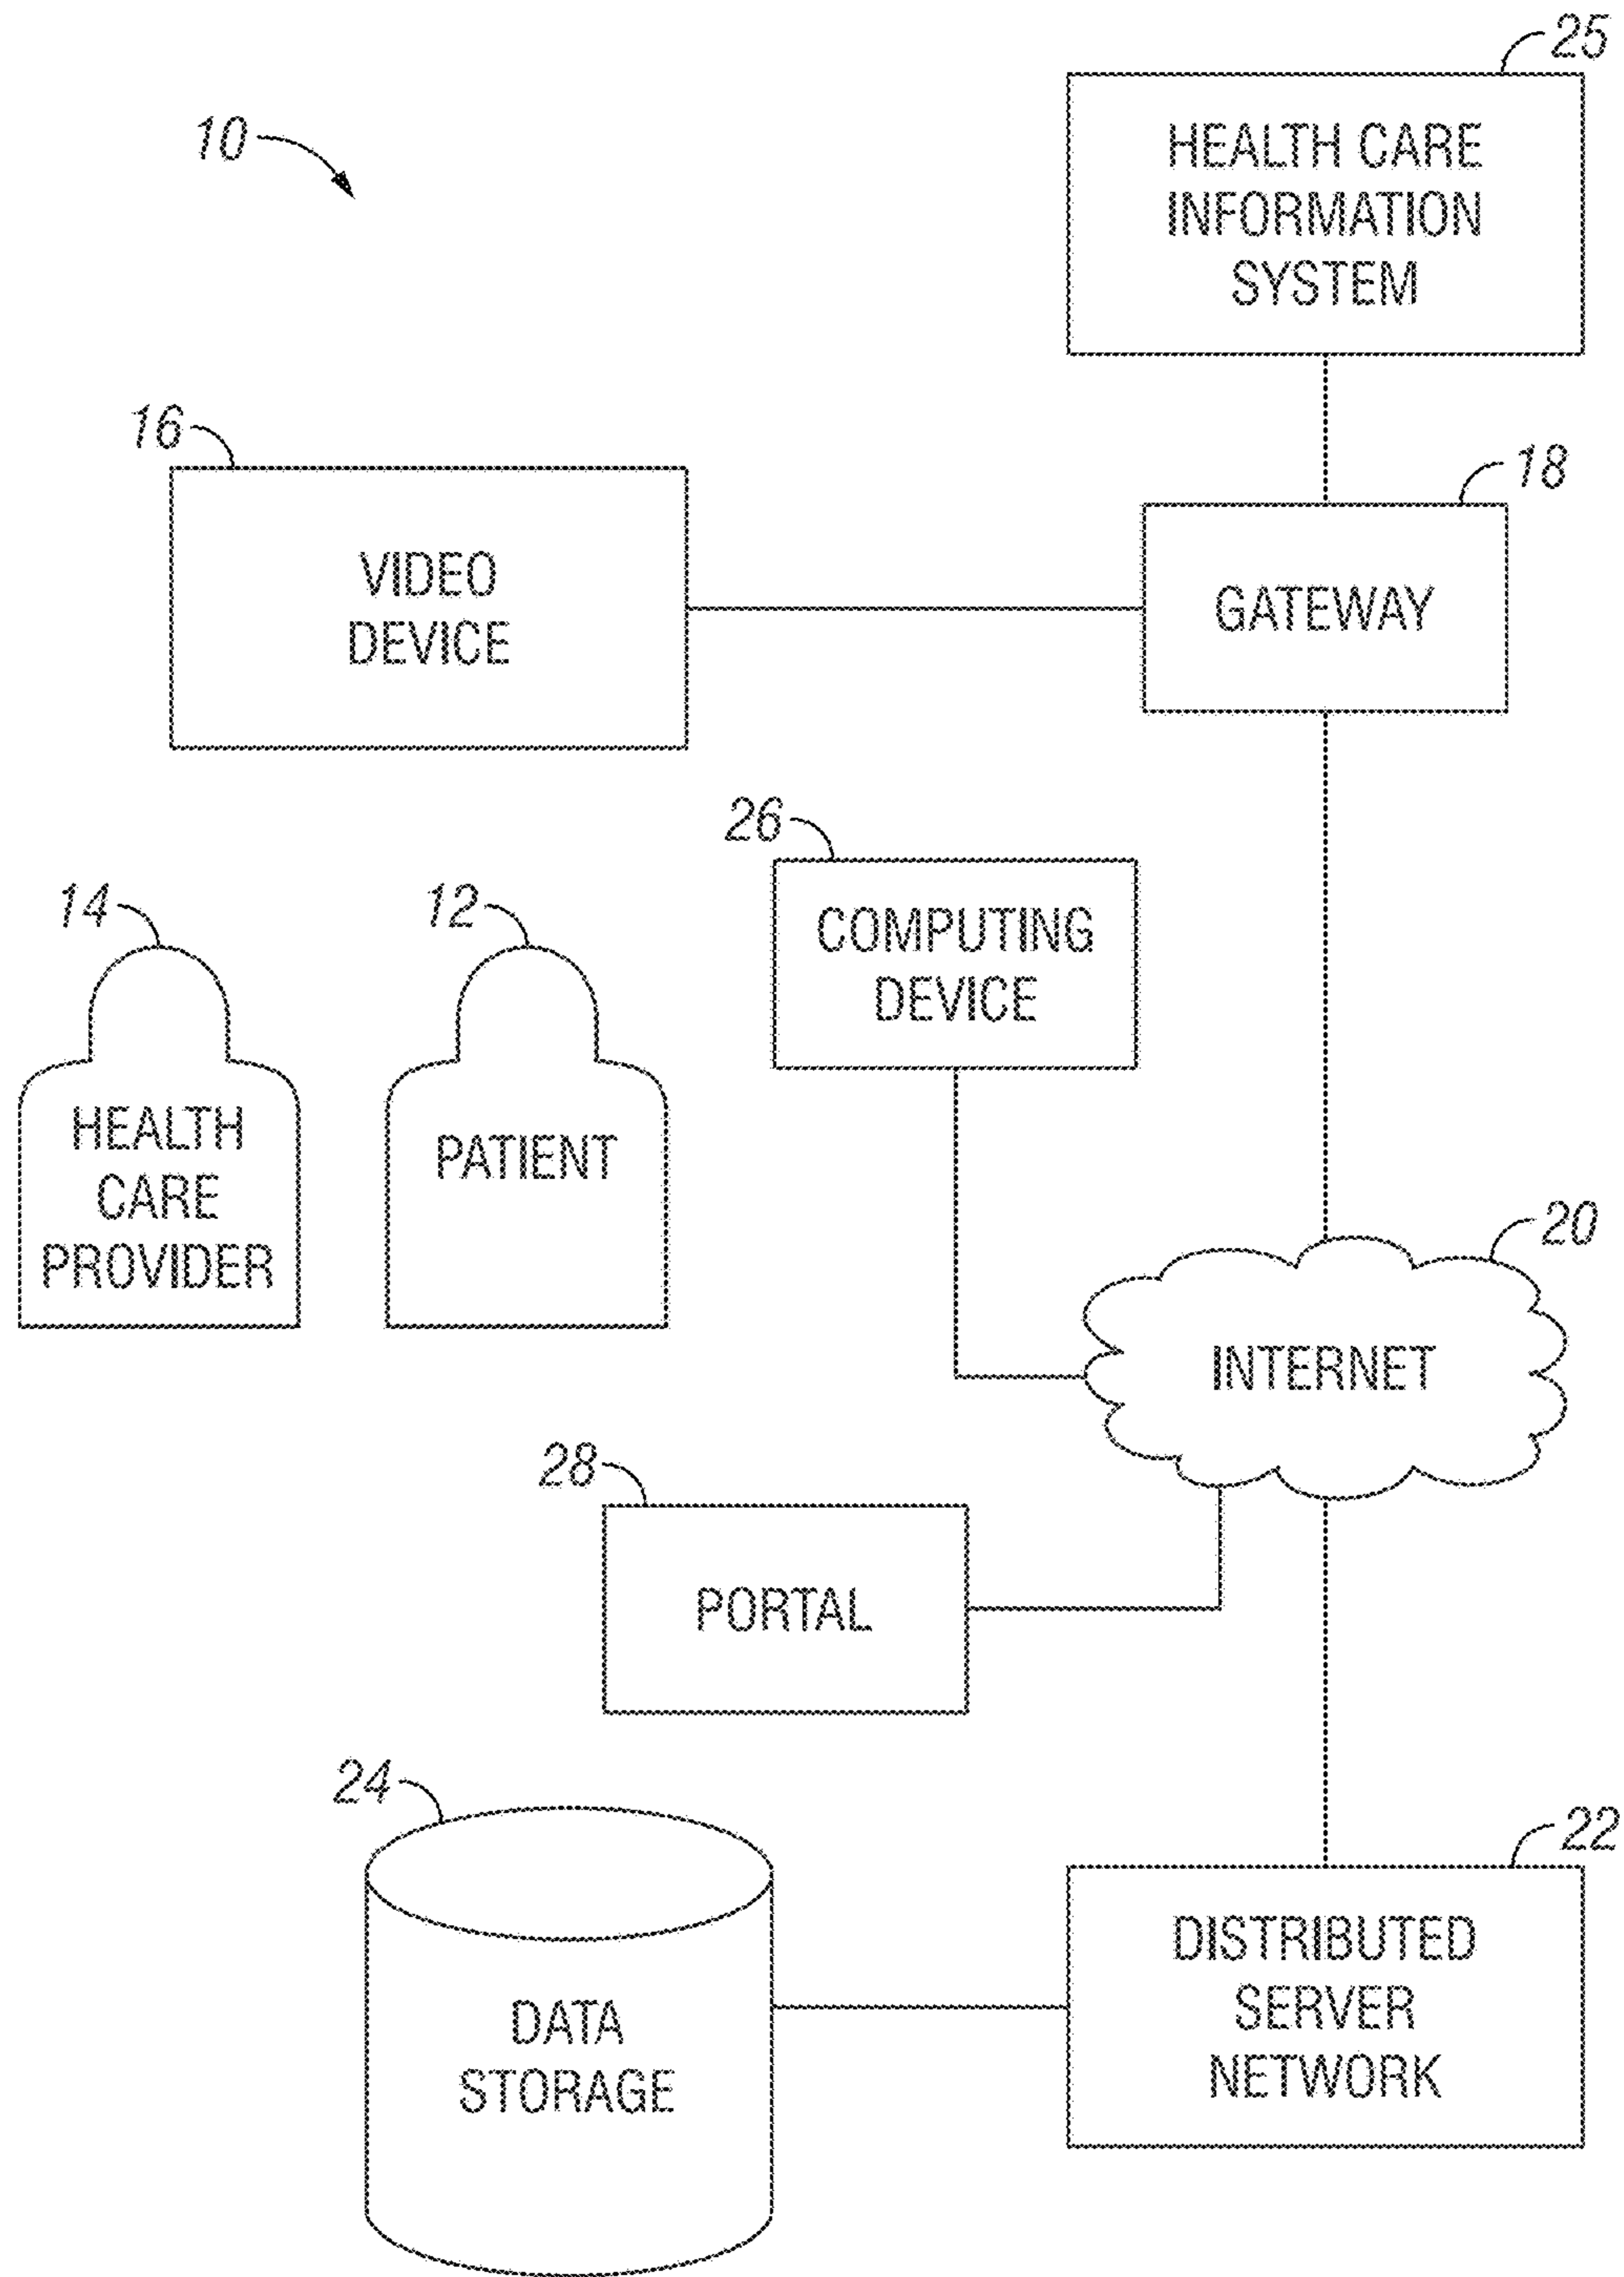 25
10
HEALTH CARE
INFORMATION
SYSTEM
16
18
VIDEO
DEVICE
GATEWAY
26
14
12
COMPUTING
DEVICE
HEALTH
CARE
PROVIDER
PATIENT
20
INTERNET
28
PORTAL
24
22
DATA
STORAGE
DISTRIBUTED
SERVER
NETWORK